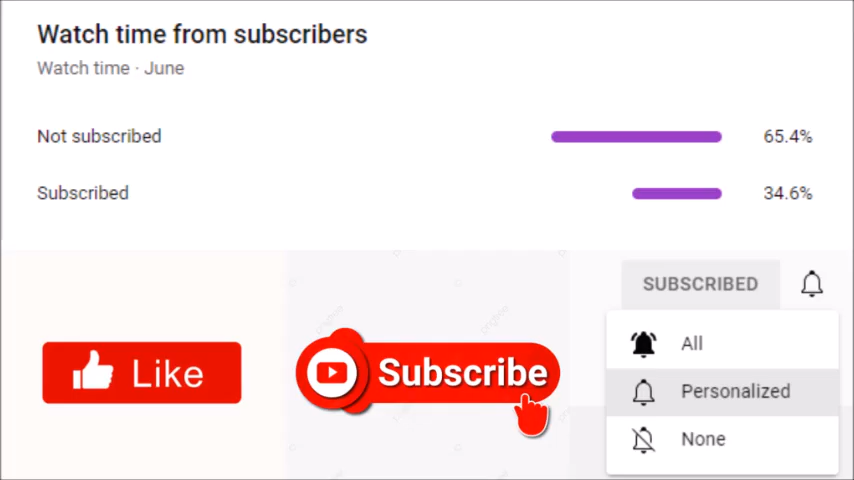 Watch time from subscribers
Watch time · June
Not subscribed 65.4%
Subscribed 34.6%
Like
Subscribe
SUBSCRIBED
All
Personalized
None